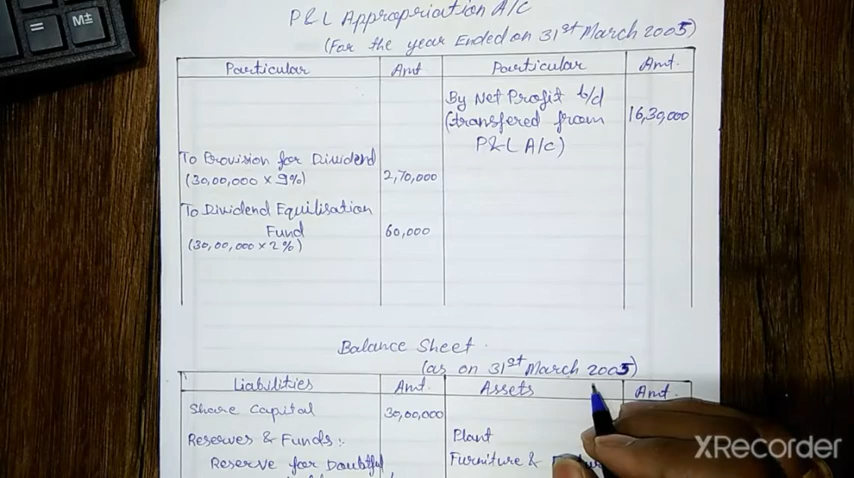 P&L Appropriation A/C
(For the year Ended on 31st March 2005)
Particular Amt Particular Amt.
By Net Profit b/d
(transfered from 16,30,000
P&L A/c)
To Provision for Dividend
(30,00,000 × 9%) 2,70,000
To Dividend Equilisation
Fund 60,000
(30,00,000 × 2%)
Balance Sheet.
(as on 31st March 2005)
Liabilities Amt. Assets Amt.
Share Capital 30,00,000
Reserves & Funds:. Plant
Reserve for Doubtful Furniture &
= M±
XRecorder